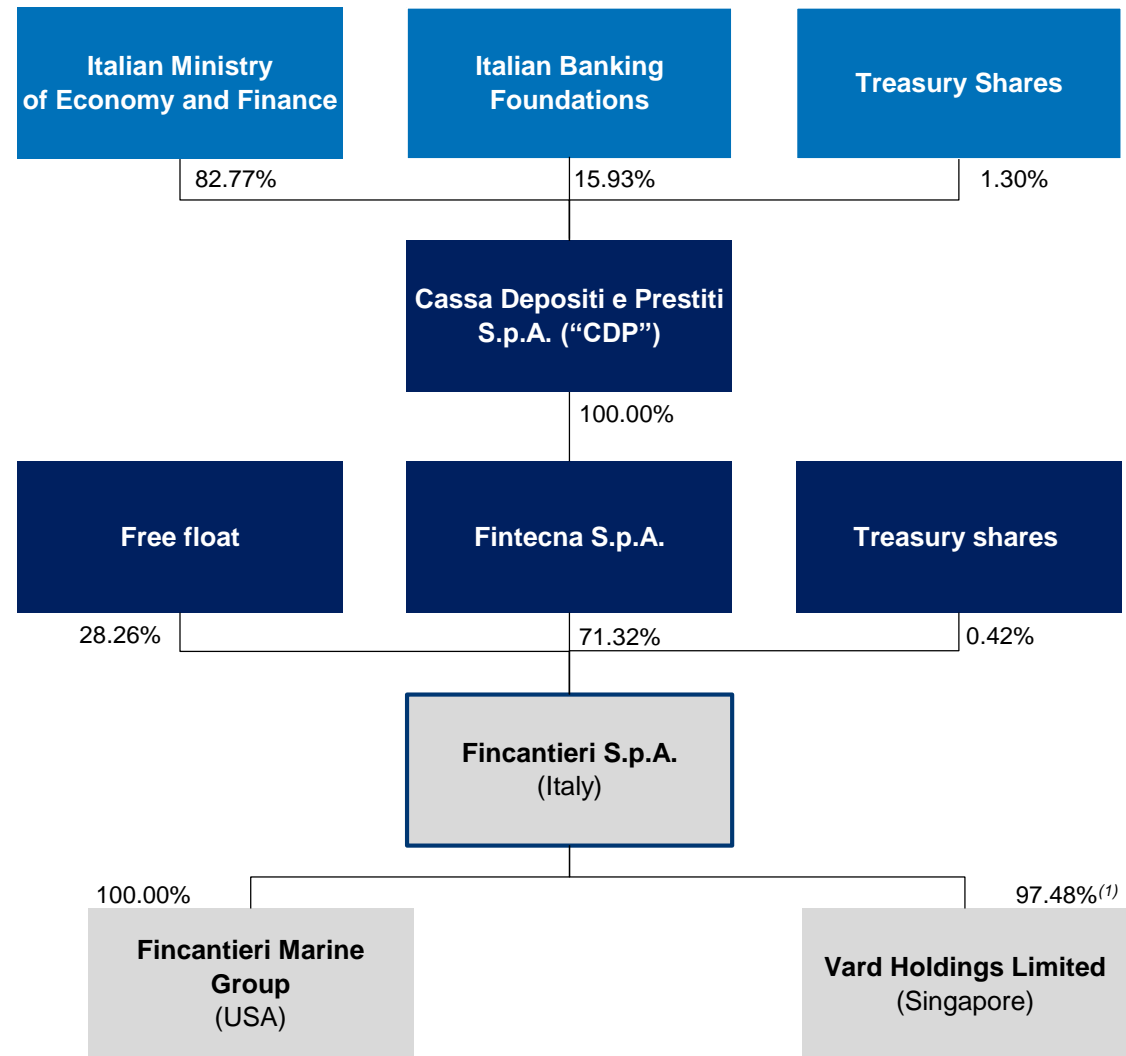 Italian Ministry
of Economy and Finance
Italian Banking
Foundations
Treasury Shares
82.77%
15.93%
1.30%
Cassa Depositi e Prestiti
S.p.A. (“CDP”)
100.00%
Free float
Fintecna S.p.A.
Treasury shares
28.26%
71.32%
0.42%
Fincantieri S.p.A.
(Italy)
100.00%
97.48%(1)
Fincantieri Marine
Group
(USA)
Vard Holdings Limited
(Singapore)